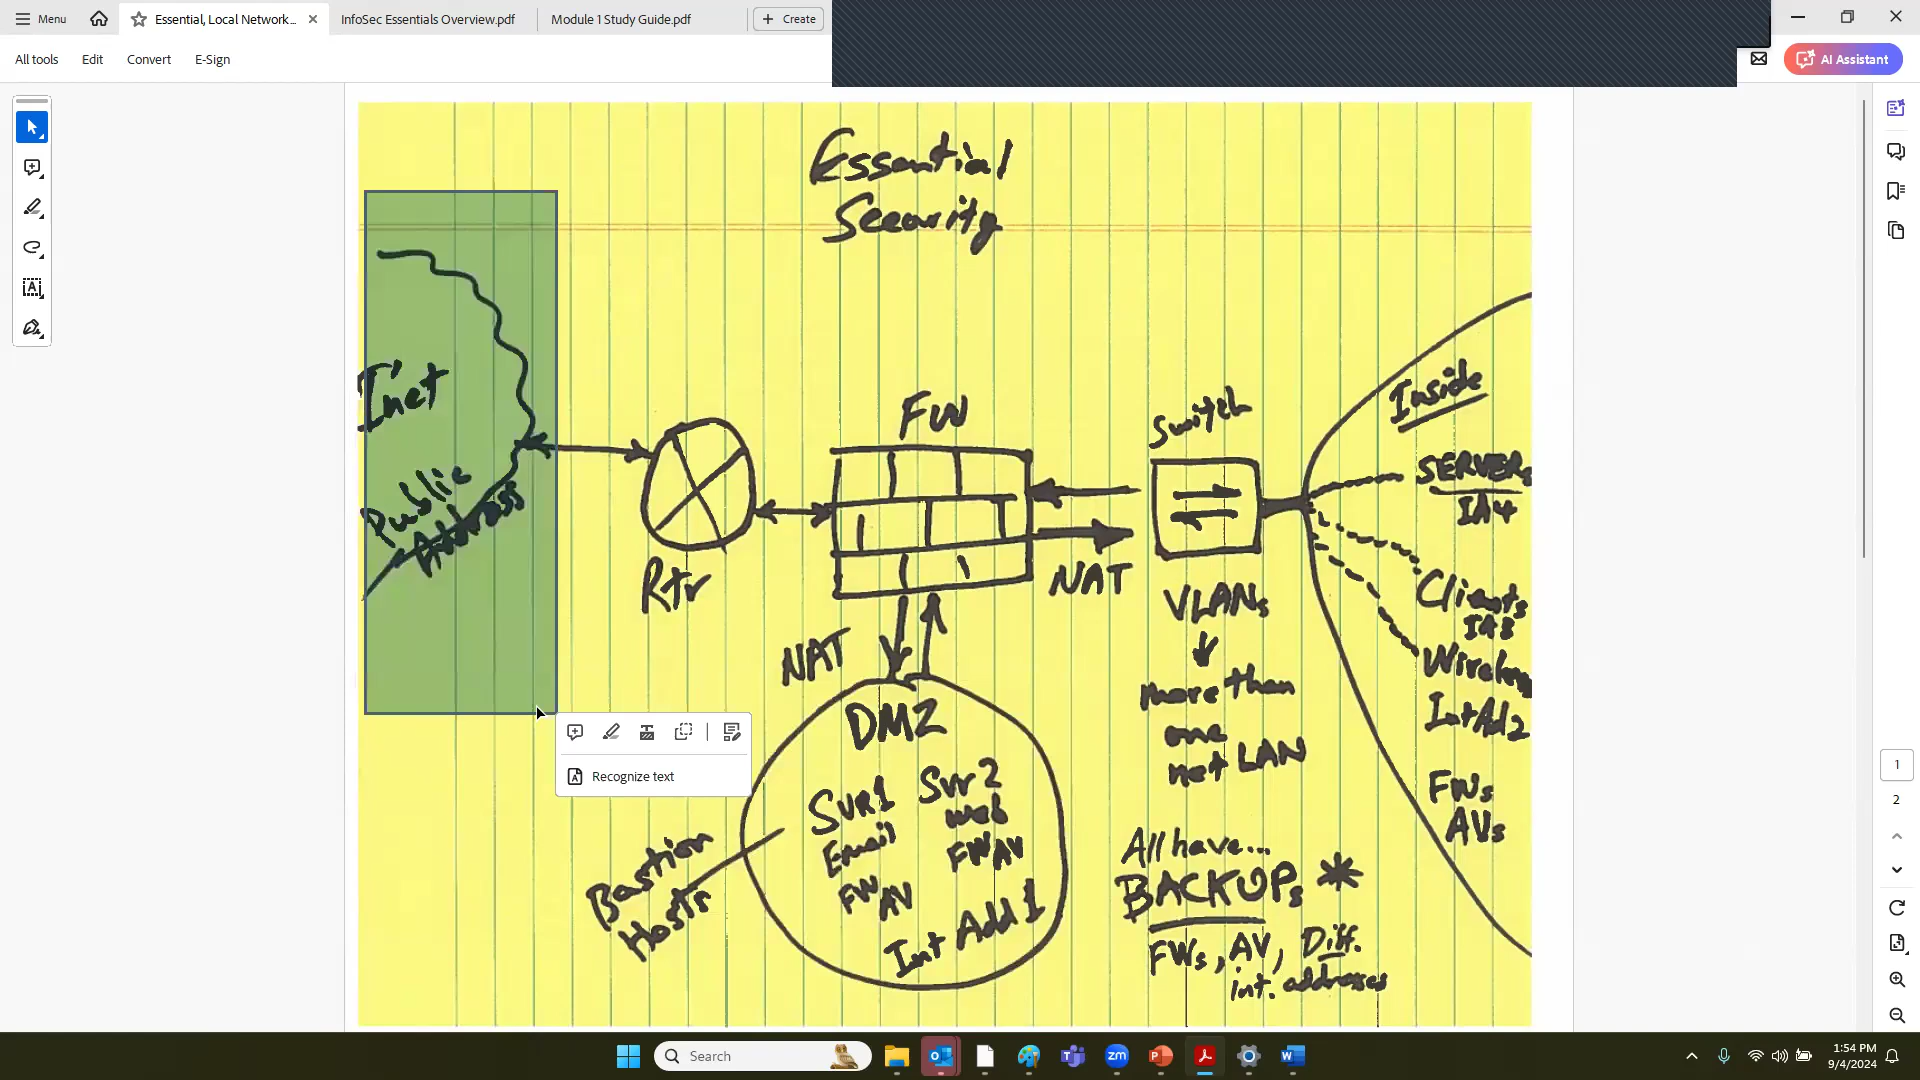 Menu
Essential, Local Network...
InfoSec Essentials Overview.pdf
Module 1 Study Guide.pdf
Create
All tools
Edit
Convert
E-Sign
AI Assistant
Essential
Security
I'net
Public
Address
Rtr
FW
NAT
NAT
Switch
VLANs
more than
one
net LAN
Inside
SERVERs
IA4
Clients
IA3
Wireless
IntAd2
FWs
AVs
DMZ
SVR1
Email
FW
AV
Svr 2
web
FW AV
Int Add 1
Bastion
Hosts
All have...
BACKUPs *
FWs, AV, Diff.
int. addresses
Recognize text
1
2
Search
1:54 PM
9/4/2024